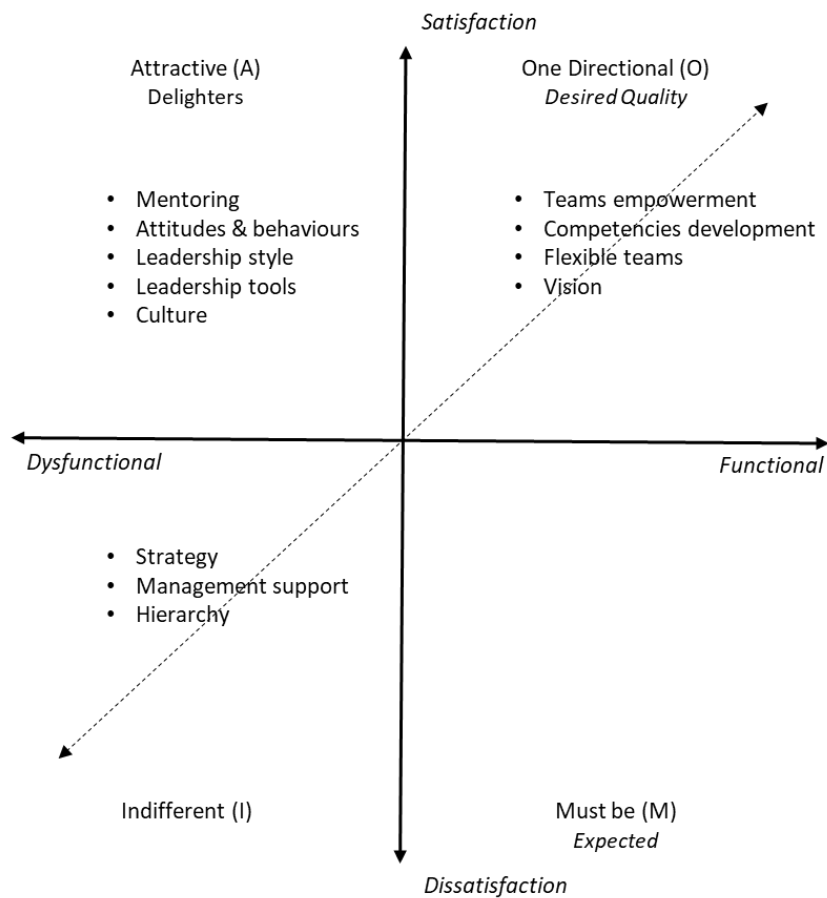 Satisfaction
Attractive (A)
Delighters
One Directional (O)
Desired Quality
• Mentoring
• Attitudes & behaviours
• Leadership style
• Leadership tools
• Culture
• Teams empowerment
• Competencies development
• Flexible teams
• Vision
Dysfunctional
Functional
• Strategy
• Management support
• Hierarchy
Indifferent (I)
Must be (M)
Expected
Dissatisfaction